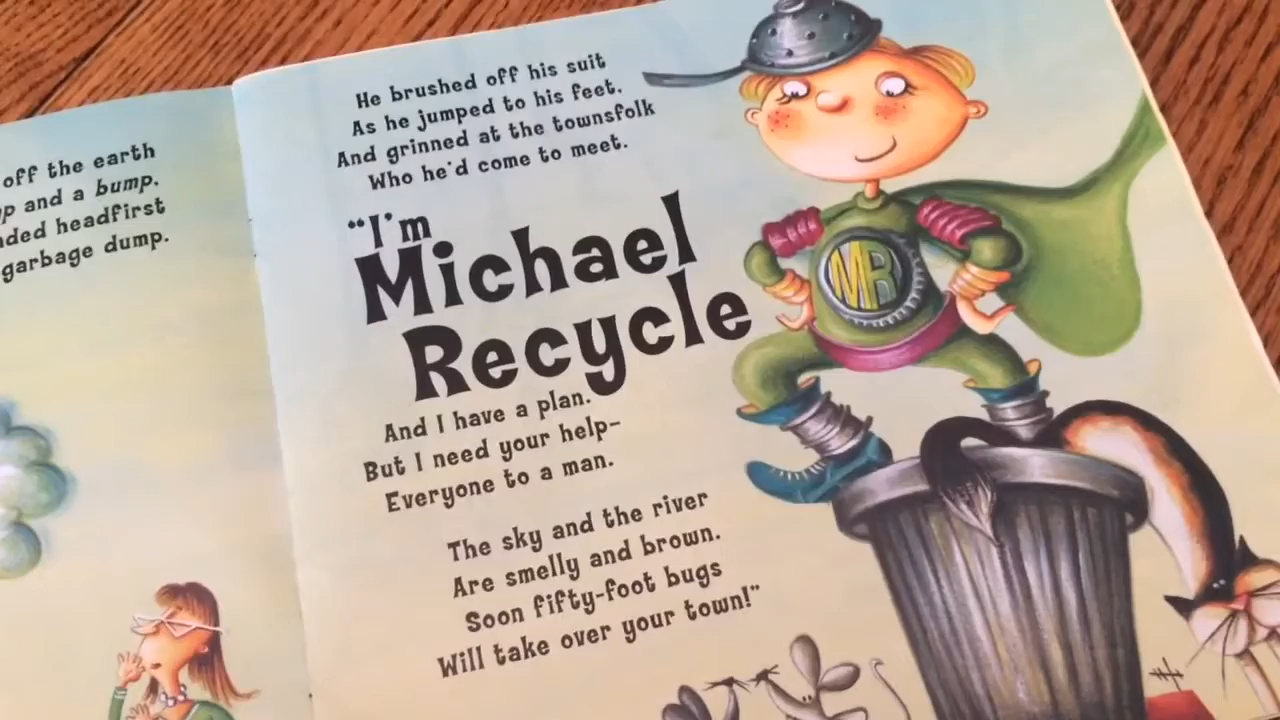 off the earth
and a bump.
headfirst
garbage dump.
He brushed off his suit
As he jumped to his feet.
And grinned at the townsfolk
Who he'd come to meet.
"I'm
Michael
Recycle
And I have a plan.
But I need your help–
Everyone to a man.
The sky and the river
Are smelly and brown.
Soon fifty-foot bugs
Will take over your town!"
MR